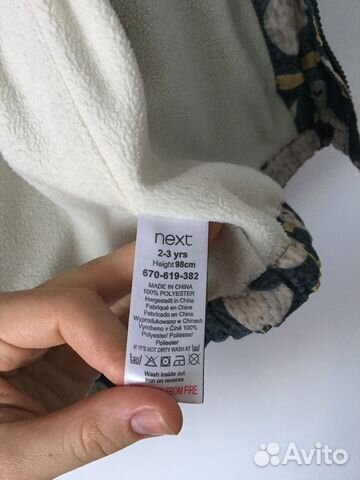 next
2-3 yrs
Height 98cm
670-619-382
MADE IN CHINA
100% POLYESTER
Hergestellt in China
Fabriqué en Chine
Fabricado en China
Wyprodukowano w Chinach
Vyrobeno v Číně 100%
Polyester/Polyester/
Poliester
IF IT'S NOT DIRTY WASH AT
40
Wash inside out
Iron on reverse
FROM FIRE
Avito